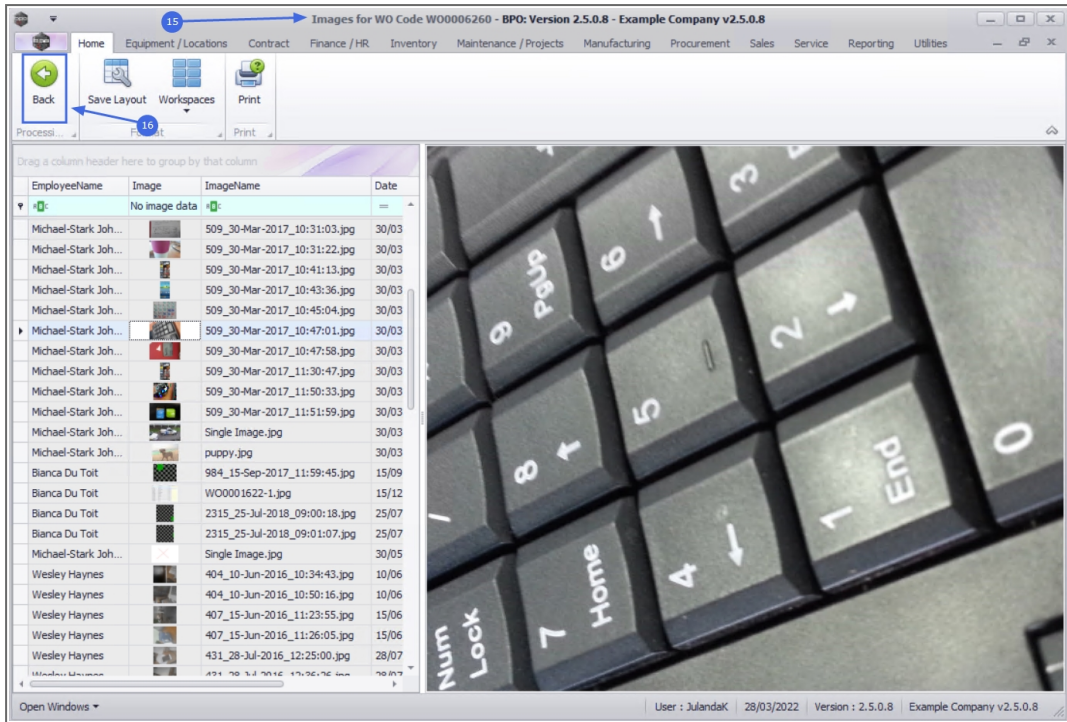 15
Images for WO Code WO0006260 - BPO: Version 2.5.0.8 - Example Company v2.5.0.8
Home Equipment / Locations Contract Finance / HR Inventory Maintenance / Projects Manufacturing Procurement Sales Service Reporting Utilities
Back Save Layout Workspaces Print
16
Processi... Print
Drag a column header here to group by that column
EmployeeName Image ImageName Date
No image data =
Michael-Stark Joh... 509_30-Mar-2017_10:31:03.jpg 30/03
Michael-Stark Joh... 509_30-Mar-2017_10:31:22.jpg 30/03
Michael-Stark Joh... 509_30-Mar-2017_10:41:13.jpg 30/03
Michael-Stark Joh... 509_30-Mar-2017_10:43:36.jpg 30/03
Michael-Stark Joh... 509_30-Mar-2017_10:45:04.jpg 30/03
Michael-Stark Joh... 509_30-Mar-2017_10:47:01.jpg 30/03
Michael-Stark Joh... 509_30-Mar-2017_10:47:58.jpg 30/03
Michael-Stark Joh... 509_30-Mar-2017_11:30:47.jpg 30/03
Michael-Stark Joh... 509_30-Mar-2017_11:50:33.jpg 30/03
Michael-Stark Joh... 509_30-Mar-2017_11:51:59.jpg 30/03
Michael-Stark Joh... Single Image.jpg 30/03
Michael-Stark Joh... puppy.jpg 30/03
Bianca Du Toit 984_15-Sep-2017_11:59:45.jpg 15/09
Bianca Du Toit WO0001622-1.jpg 15/12
Bianca Du Toit 2315_25-Jul-2018_09:00:18.jpg 25/07
Bianca Du Toit 2315_25-Jul-2018_09:01:07.jpg 25/07
Michael-Stark Joh... Single Image.jpg 30/05
Wesley Haynes 404_10-Jun-2016_10:34:43.jpg 10/06
Wesley Haynes 404_10-Jun-2016_10:50:16.jpg 10/06
Wesley Haynes 407_15-Jun-2016_11:23:55.jpg 15/06
Wesley Haynes 407_15-Jun-2016_11:26:05.jpg 15/06
Wesley Haynes 431_28-Jul-2016_12:25:00.jpg 28/07
Wesley Haynes 431_28-Jul-2016_12:26:26.jpg 28/07
Num Lock
/
7 Home
8 ↑
9 PgUp
4 ←
5
6 →
1 End
2 ↓
3
0
Open Windows User : JulandaK 28/03/2022 Version : 2.5.0.8 Example Company v2.5.0.8